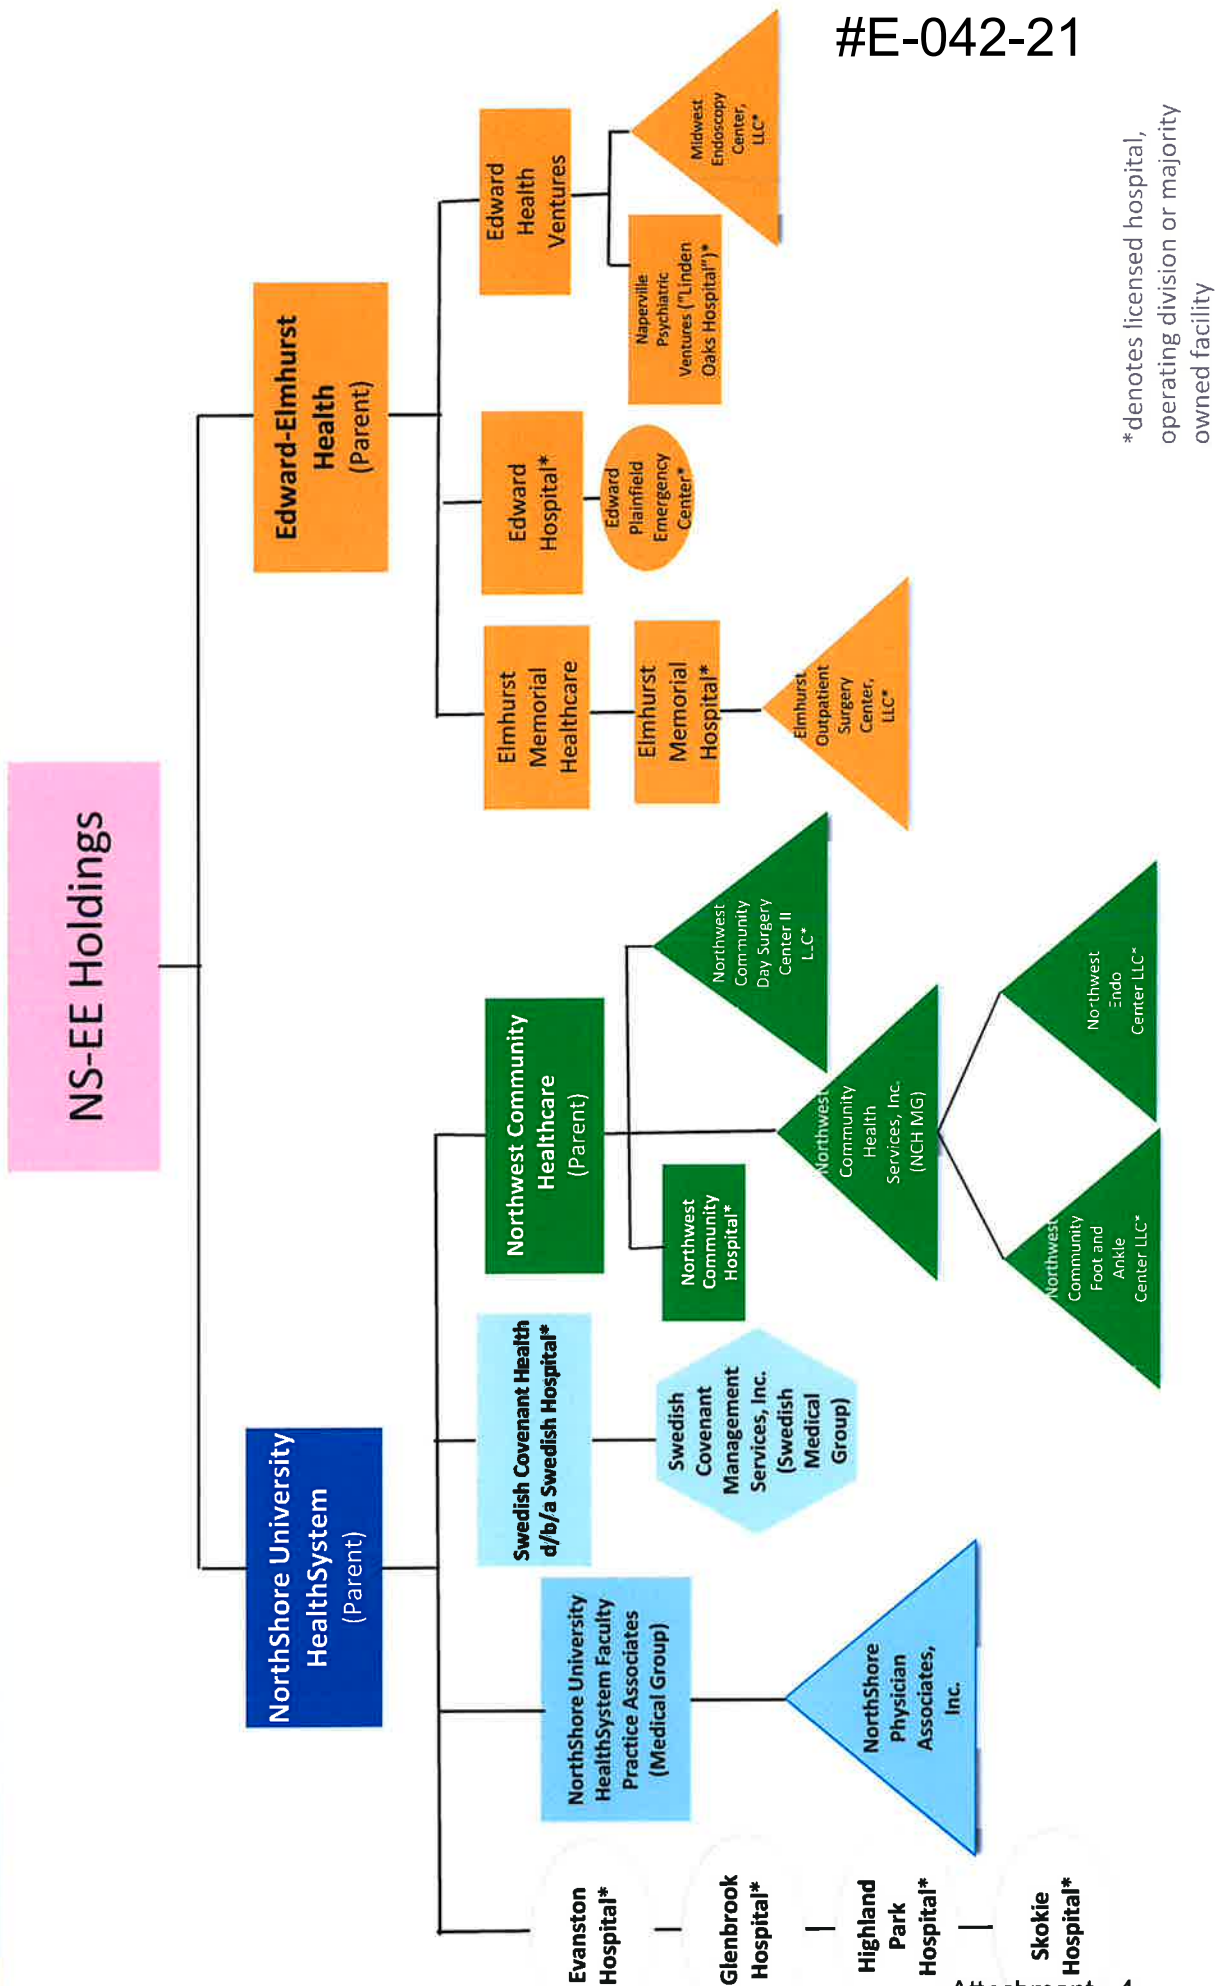 #E-042-21
NS-EE Holdings
NorthShore University
HealthSystem
(Parent)
Edward-Elmhurst
Health
(Parent)
Evanston
Hospital*
Glenbrook
Hospital*
Highland
Park
Hospital*
Skokie
Hospital*
NorthShore University
HealthSystem Faculty
Practice Associates
(Medical Group)
NorthShore
Physician
Associates,
Inc.
Swedish Covenant Health
d/b/a Swedish Hospital*
Swedish
Covenant
Management
Services, Inc.
(Swedish
Medical
Group)
Northwest Community
Healthcare
(Parent)
Northwest
Community
Hospital*
Northwest
Community
Health
Services, Inc.
(NCH MG)
Northwest
Community
Day Surgery
Center II
LLC*
Northwest
Community
Foot and
Ankle
Center LLC*
Northwest
Endo
Center LLC*
Elmhurst
Memorial
Healthcare
Elmhurst
Memorial
Hospital*
Elmhurst
Outpatient
Surgery
Center,
LLC*
Edward
Hospital*
Edward
Plainfield
Emergency
Center*
Edward
Health
Ventures
Naperville
Psychiatric
Ventures ("Linden
Oaks Hospital")*
Midwest
Endoscopy
Center,
LLC*
*denotes licensed hospital,
operating division or majority
owned facility